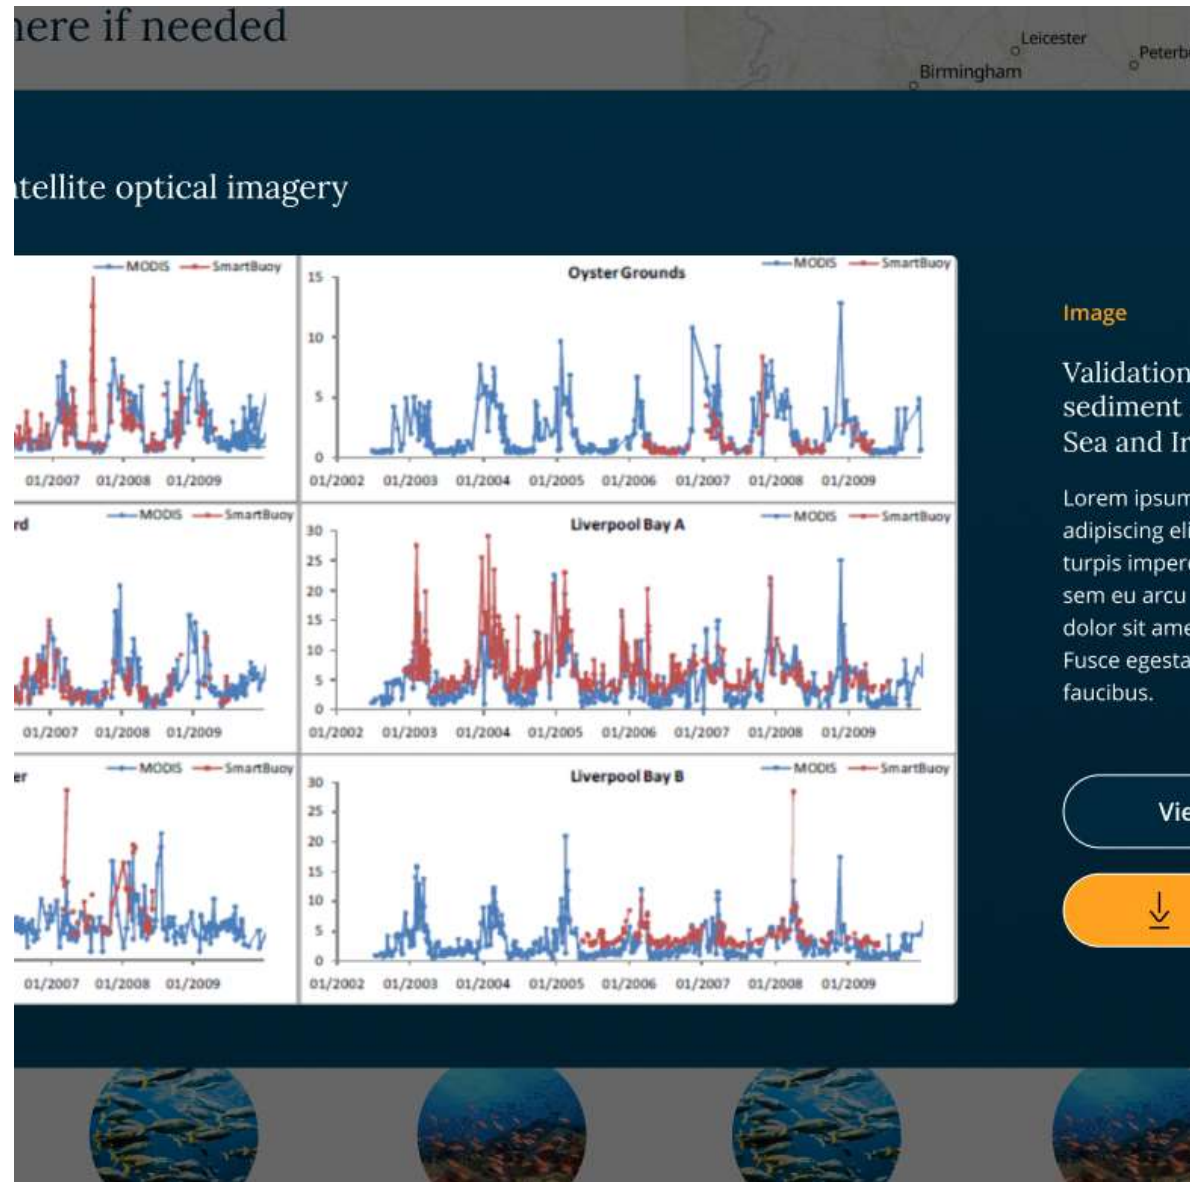 here if needed
Leicester
Peterb
Birmingham
tellite optical imagery
MODIS SmartBuoy
01/2007 01/2008 01/2009
MODIS SmartBuoy
Oyster Grounds
15
10
5
0
01/2002 01/2003 01/2004 01/2005 01/2006 01/2007 01/2008 01/2009
rd
MODIS SmartBuoy
01/2007 01/2008 01/2009
Liverpool Bay A
MODIS SmartBuoy
30
25
20
15
10
5
0
01/2002 01/2003 01/2004 01/2005 01/2006 01/2007 01/2008 01/2009
er
MODIS SmartBuoy
01/2007 01/2008 01/2009
Liverpool Bay B
MODIS SmartBuoy
30
25
20
15
10
5
0
01/2002 01/2003 01/2004 01/2005 01/2006 01/2007 01/2008 01/2009
Image
Validation
sediment
Sea and Ir
Lorem ipsum
adipiscing eli
turpis imper
sem eu arcu
dolor sit ame
Fusce egesta
faucibus.
Vie